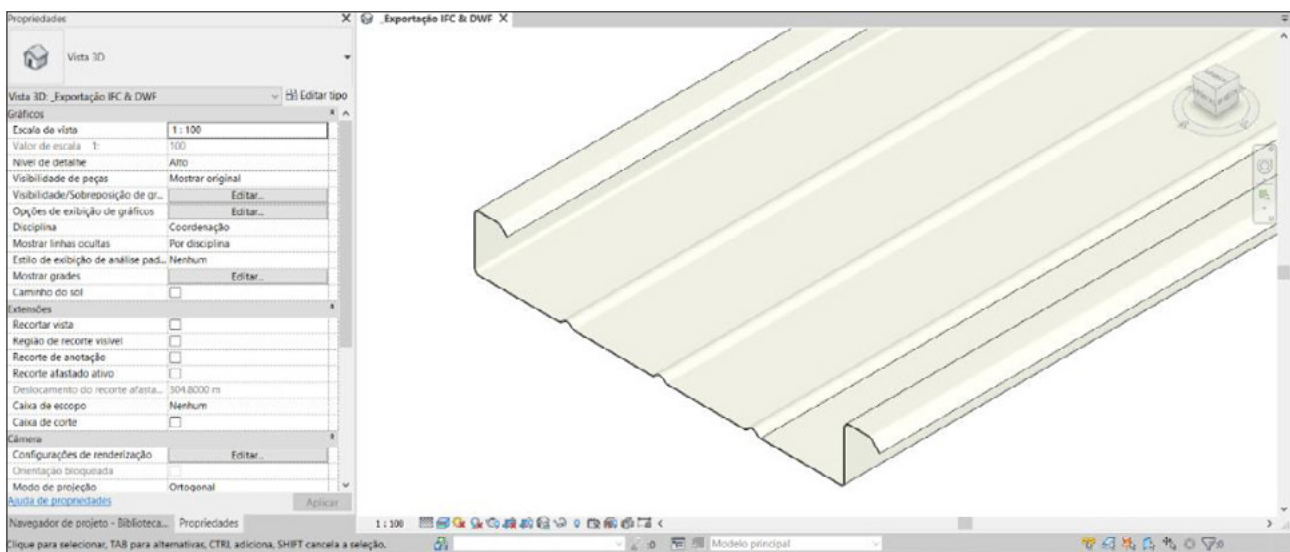 Propriedades
_Exportação IFC & DWF
Vista 3D
Vista 3D: _Exportação IFC & DWF
Editar tipo
Gráficos
Escala da vista 1 : 100
Valor de escala 1: 100
Nível de detalhe Alto
Visibilidade de peças Mostrar original
Visibilidade/Sobreposição de gr... Editar...
Opções de exibição de gráficos Editar...
Disciplina Coordenação
Mostrar linhas ocultas Por disciplina
Estilo de exibição de análise pad... Nenhum
Mostrar grades Editar...
Caminho do sol
Extensões
Recortar vista
Região de recorte visível
Recorte de anotação
Recorte afastado ativo
Deslocamento do recorte afasta... 304.8000 m
Caixa de escopo Nenhum
Caixa de corte
Câmera
Configurações de renderização Editar...
Orientação bloqueada
Modo de projeção Ortogonal
Ajuda de propriedades Aplicar
Navegador de projeto - Biblioteca... Propriedades
1 : 100
Clique para selecionar, TAB para alternativas, CTRL adiciona, SHIFT cancela a seleção.
:0
Modelo principal
:0